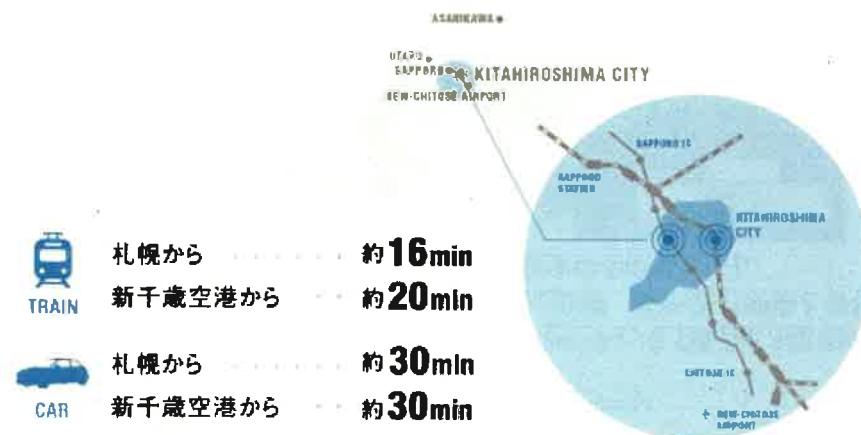 ASAHIKAWA
OTARU
SAPPORO
KITAHIROSHIMA CITY
NEW-CHITOSE AIRPORT
SAPPORO IC
SAPPORO
STATION
KITAHIROSHIMA
CITY
札幌から 約16min
新千歳空港から 約20min
TRAIN
札幌から 約30min
新千歳空港から 約30min
CAR
CHITOSE IC
NEW-CHITOSE
AIRPORT